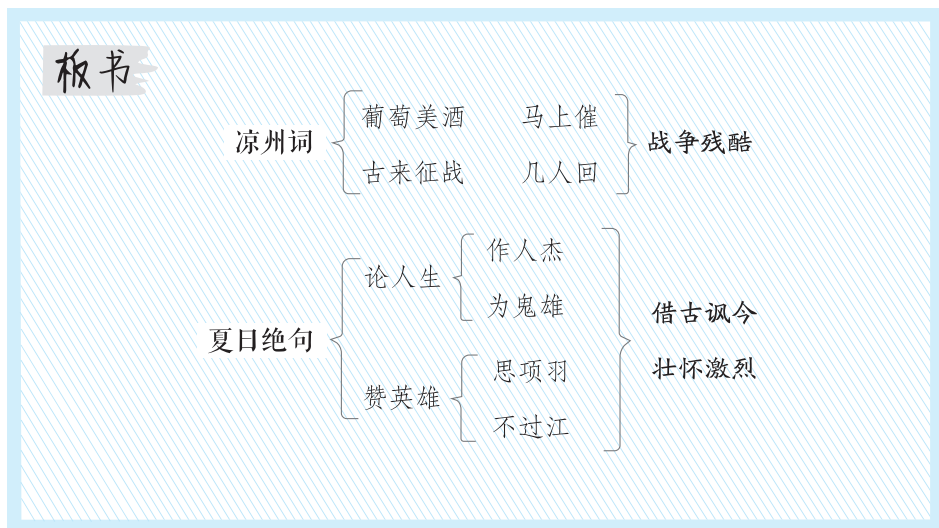 板书
葡萄美酒 马上催
凉州词 战争残酷
古来征战 几人回
作人杰
论人生
为鬼雄
借古讽今
夏日绝句
思项羽
壮怀激烈
赞英雄
不过江